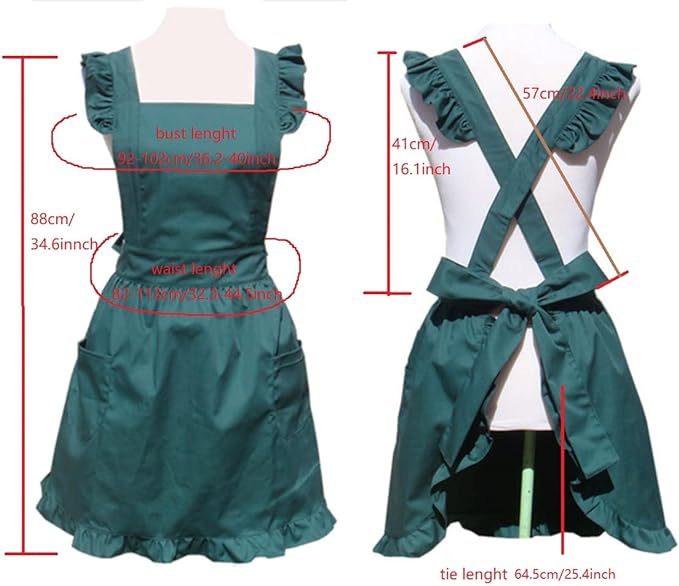 bust lenght
92-102cm/36.2-40inch
88cm/
34.6innch
waist lenght
82-113cm/32.3-44.5inch
57cm/22.4inch
41cm/
16.1inch
tie lenght 64.5cm/25.4inch